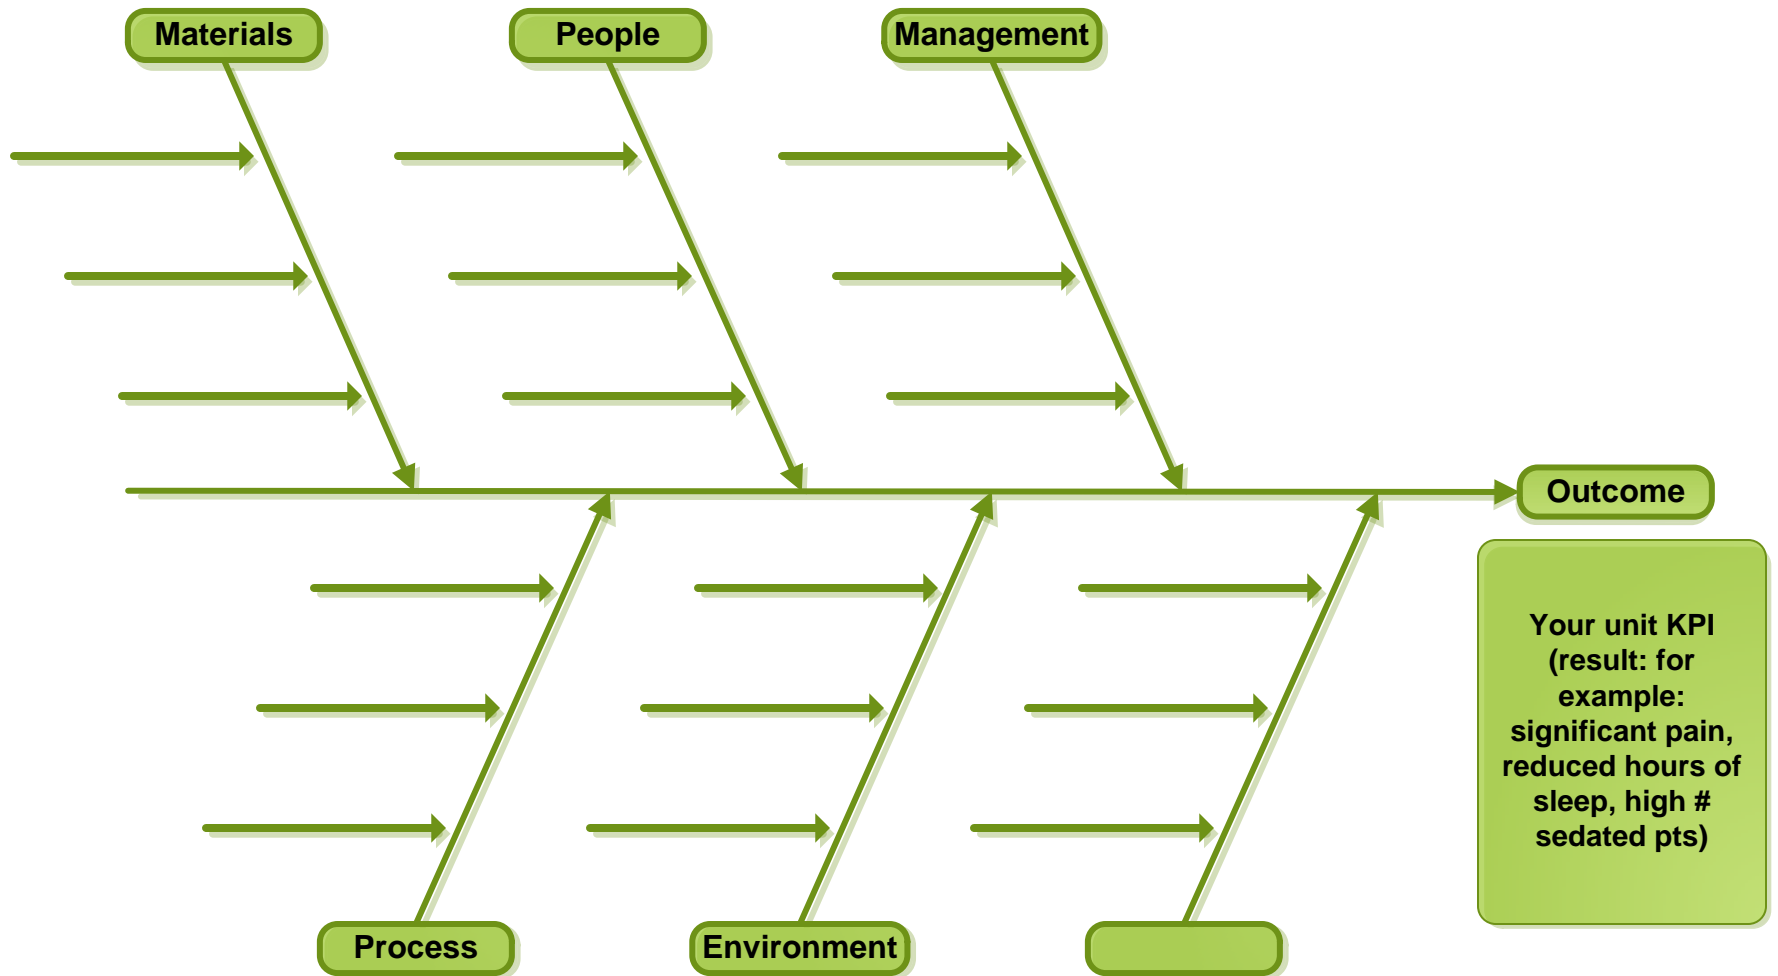 Materials
People
Management
Outcome
Your unit KPI
(result: for
example:
significant pain,
reduced hours of
sleep, high #
sedated pts)
Process
Environment